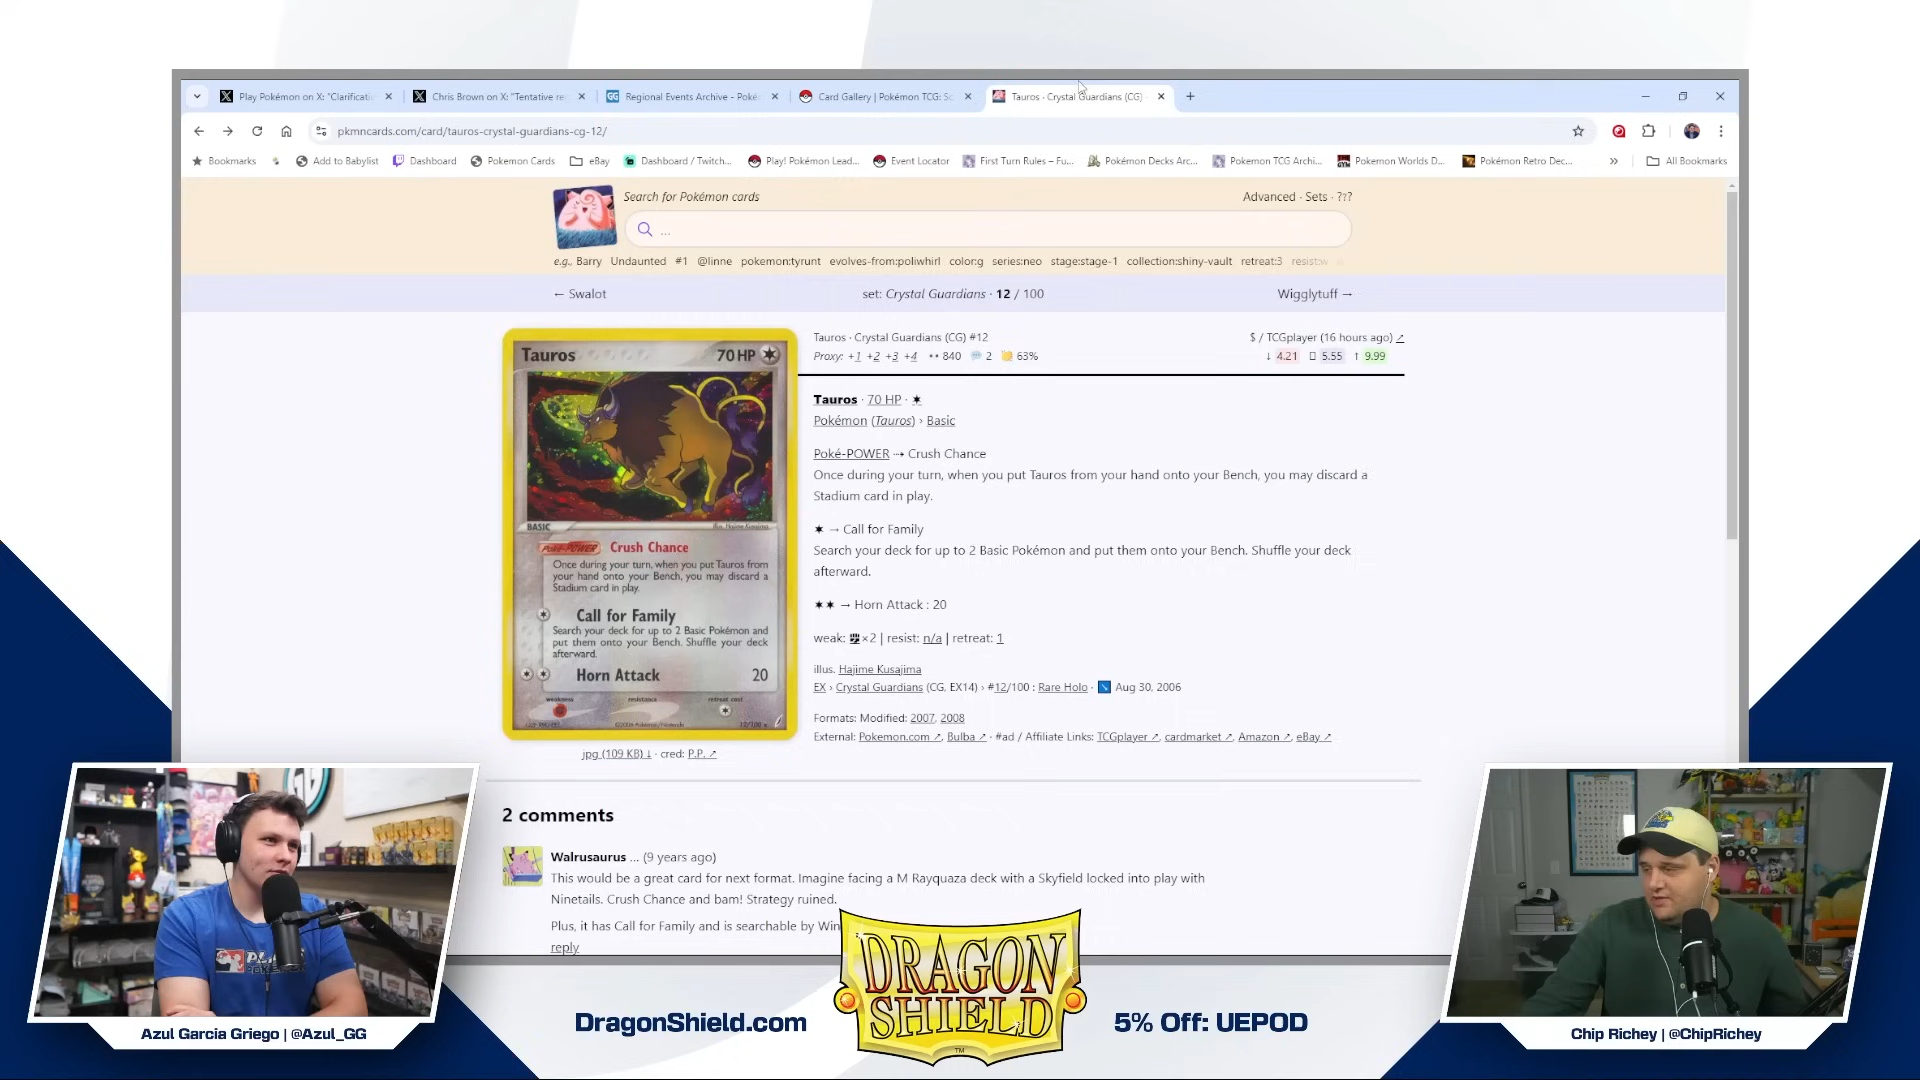 Play Pokémon on X: "Clarificati
Chris Brown on X: "Tentative re
Regional Events Archive - Poké
Card Gallery | Pokémon TCG: Sc
Tauros · Crystal Guardians (CG)
pkmncards.com/card/tauros-crystal-guardians-cg-12/
Bookmarks
Add to Babylist
Dashboard
Pokemon Cards
eBay
Dashboard / Twitch...
Play! Pokémon Lead...
Event Locator
First Turn Rules – Fu...
Pokémon Decks Arc...
Pokemon TCG Archi...
Pokemon Worlds D...
Pokémon Retro Dec...
»
All Bookmarks
Search for Pokémon cards
Advanced · Sets · ???
...
e.g., Barry Undaunted #1 @linne pokemon:tyrunt evolves-from:poliwhirl color:g series:neo stage:stage-1 collection:shiny-vault retreat:3 resist:w
← Swalot
set: Crystal Guardians · 12 / 100
Wigglytuff →
Tauros
70 HP
BASIC
illus. Hajime Kusajima
Poké-POWER Crush Chance
Once during your turn, when you put Tauros from
your hand onto your Bench, you may discard a
Stadium card in play.
Call for Family
Search your deck for up to 2 Basic Pokémon and
put them onto your Bench. Shuffle your deck
afterward.
Horn Attack 20
weakness
resistance
retreat cost
12/100
jpg (109 KB) ↓ · cred: P.P. ↗
Tauros · Crystal Guardians (CG) #12
$ / TCGplayer (16 hours ago) ↗
Proxy: +1 +2 +3 +4 •• 840 2 63%
↓ 4.21 5.55 ↑ 9.99
Tauros · 70 HP ·
Pokémon (Tauros) › Basic
Poké-POWER ⇢ Crush Chance
Once during your turn, when you put Tauros from your hand onto your Bench, you may discard a
Stadium card in play.
→ Call for Family
Search your deck for up to 2 Basic Pokémon and put them onto your Bench. Shuffle your deck
afterward.
→ Horn Attack : 20
weak: ×2 | resist: n/a | retreat: 1
illus. Hajime Kusajima
EX › Crystal Guardians (CG, EX14) › #12/100 : Rare Holo · Aug 30, 2006
Formats: Modified: 2007, 2008
External: Pokemon.com ↗, Bulba ↗ · #ad / Affiliate Links: TCGplayer ↗, cardmarket ↗, Amazon ↗, eBay ↗
2 comments
Walrusaurus ... (9 years ago)
This would be a great card for next format. Imagine facing a M Rayquaza deck with a Skyfield locked into play with
Ninetails. Crush Chance and bam! Strategy ruined.
Plus, it has Call for Family and is searchable by Win
reply
DRAGON
SHIELD
TM
DragonShield.com
5% Off: UEPOD
Azul Garcia Griego | @Azul_GG
Chip Richey | @ChipRichey